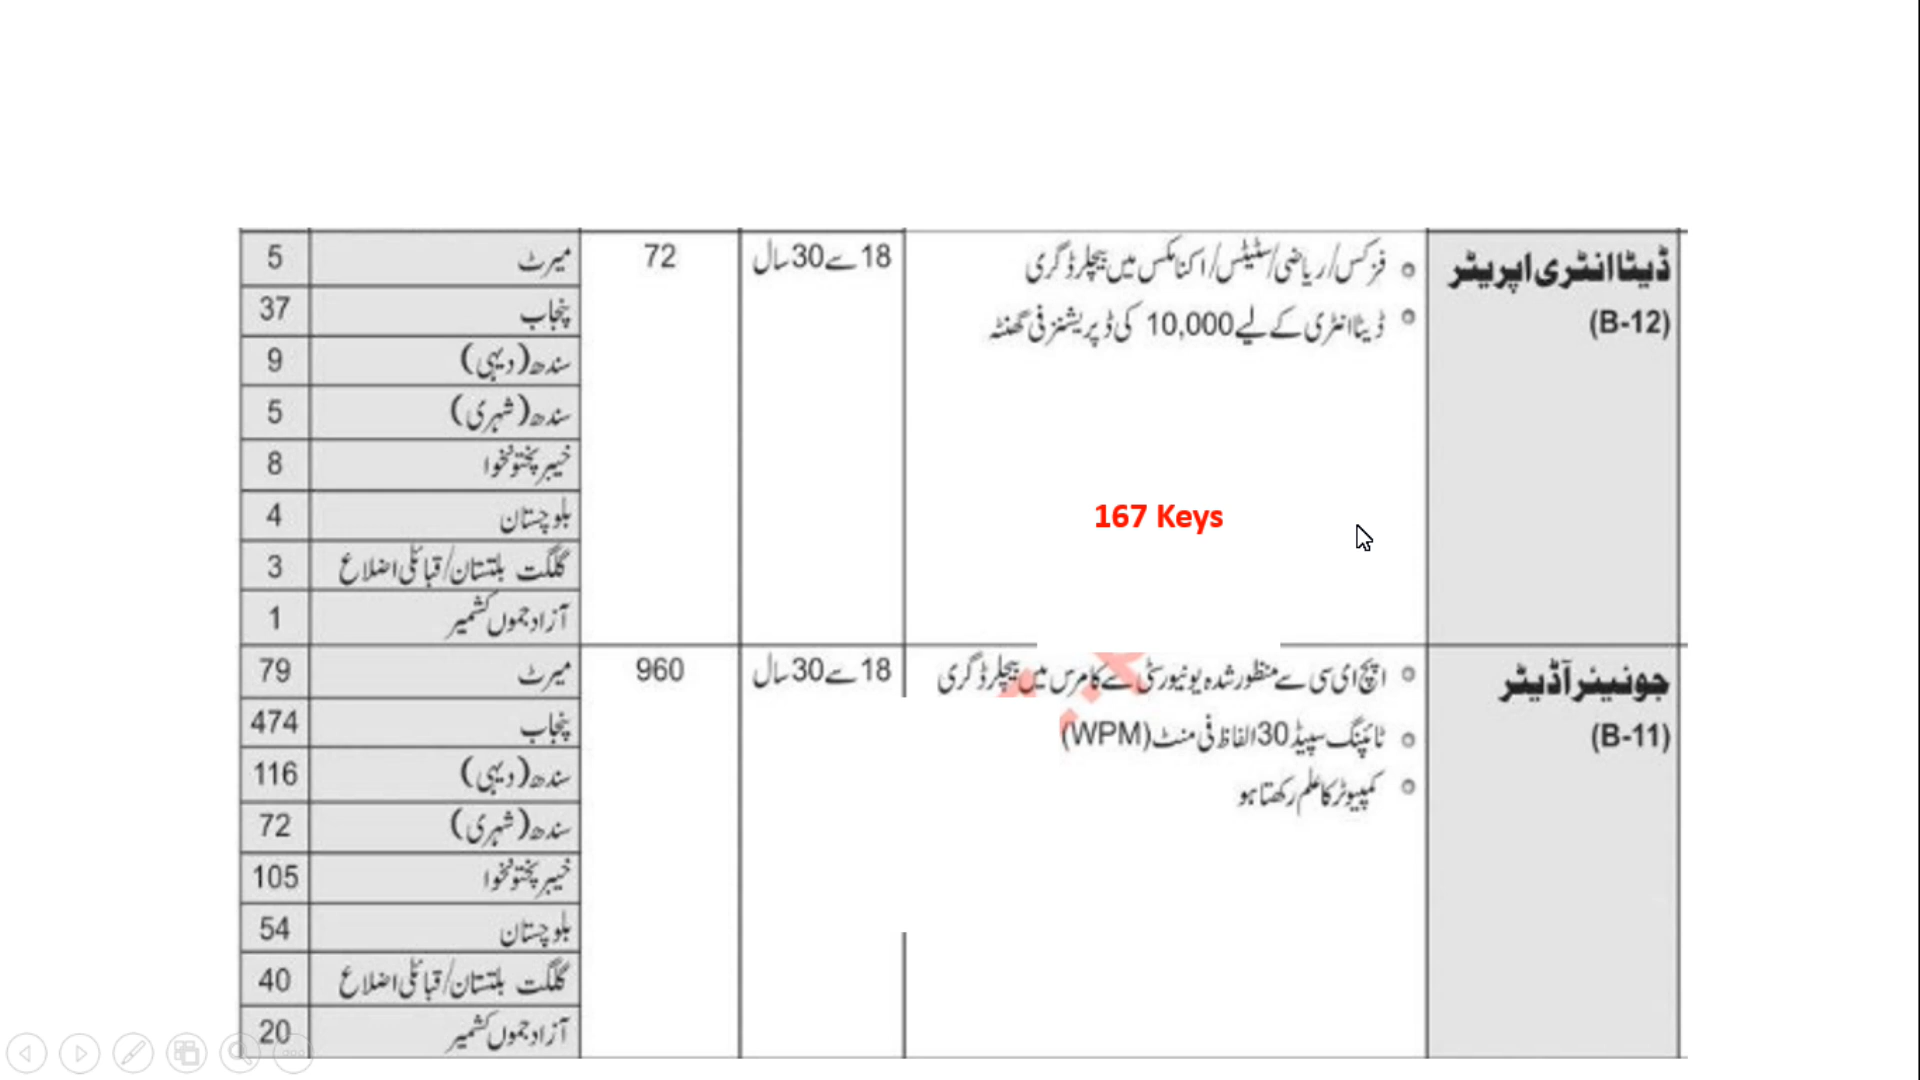 ڈیٹا انٹری اپریٹر
(B-12)
● فزکس/ریاضی/سٹیٹس/اکنامکس میں بیچلر ڈگری
● ڈیٹا انٹری کے لیے 10,000 کی ڈپریشنز فی گھنٹہ
167 Keys
18 سے 30 سال
72
میرٹ 5
پنجاب 37
سندھ (دیہی) 9
سندھ (شہری) 5
خیبر پختونخوا 8
بلوچستان 4
گلگت بلتستان/قبائلی اضلاع 3
آزاد جموں کشمیر 1
جونیئر آڈیٹر
(B-11)
● ایچ ای سی سے منظور شدہ یونیورسٹی سے کامرس میں بیچلر ڈگری
● ٹائپنگ سپیڈ 30 الفاظ فی منٹ (WPM)
● کمپیوٹر کا علم رکھتا ہو
18 سے 30 سال
960
میرٹ 79
پنجاب 474
سندھ (دیہی) 116
سندھ (شہری) 72
خیبر پختونخوا 105
بلوچستان 54
گلگت بلتستان/قبائلی اضلاع 40
آزاد جموں کشمیر 20